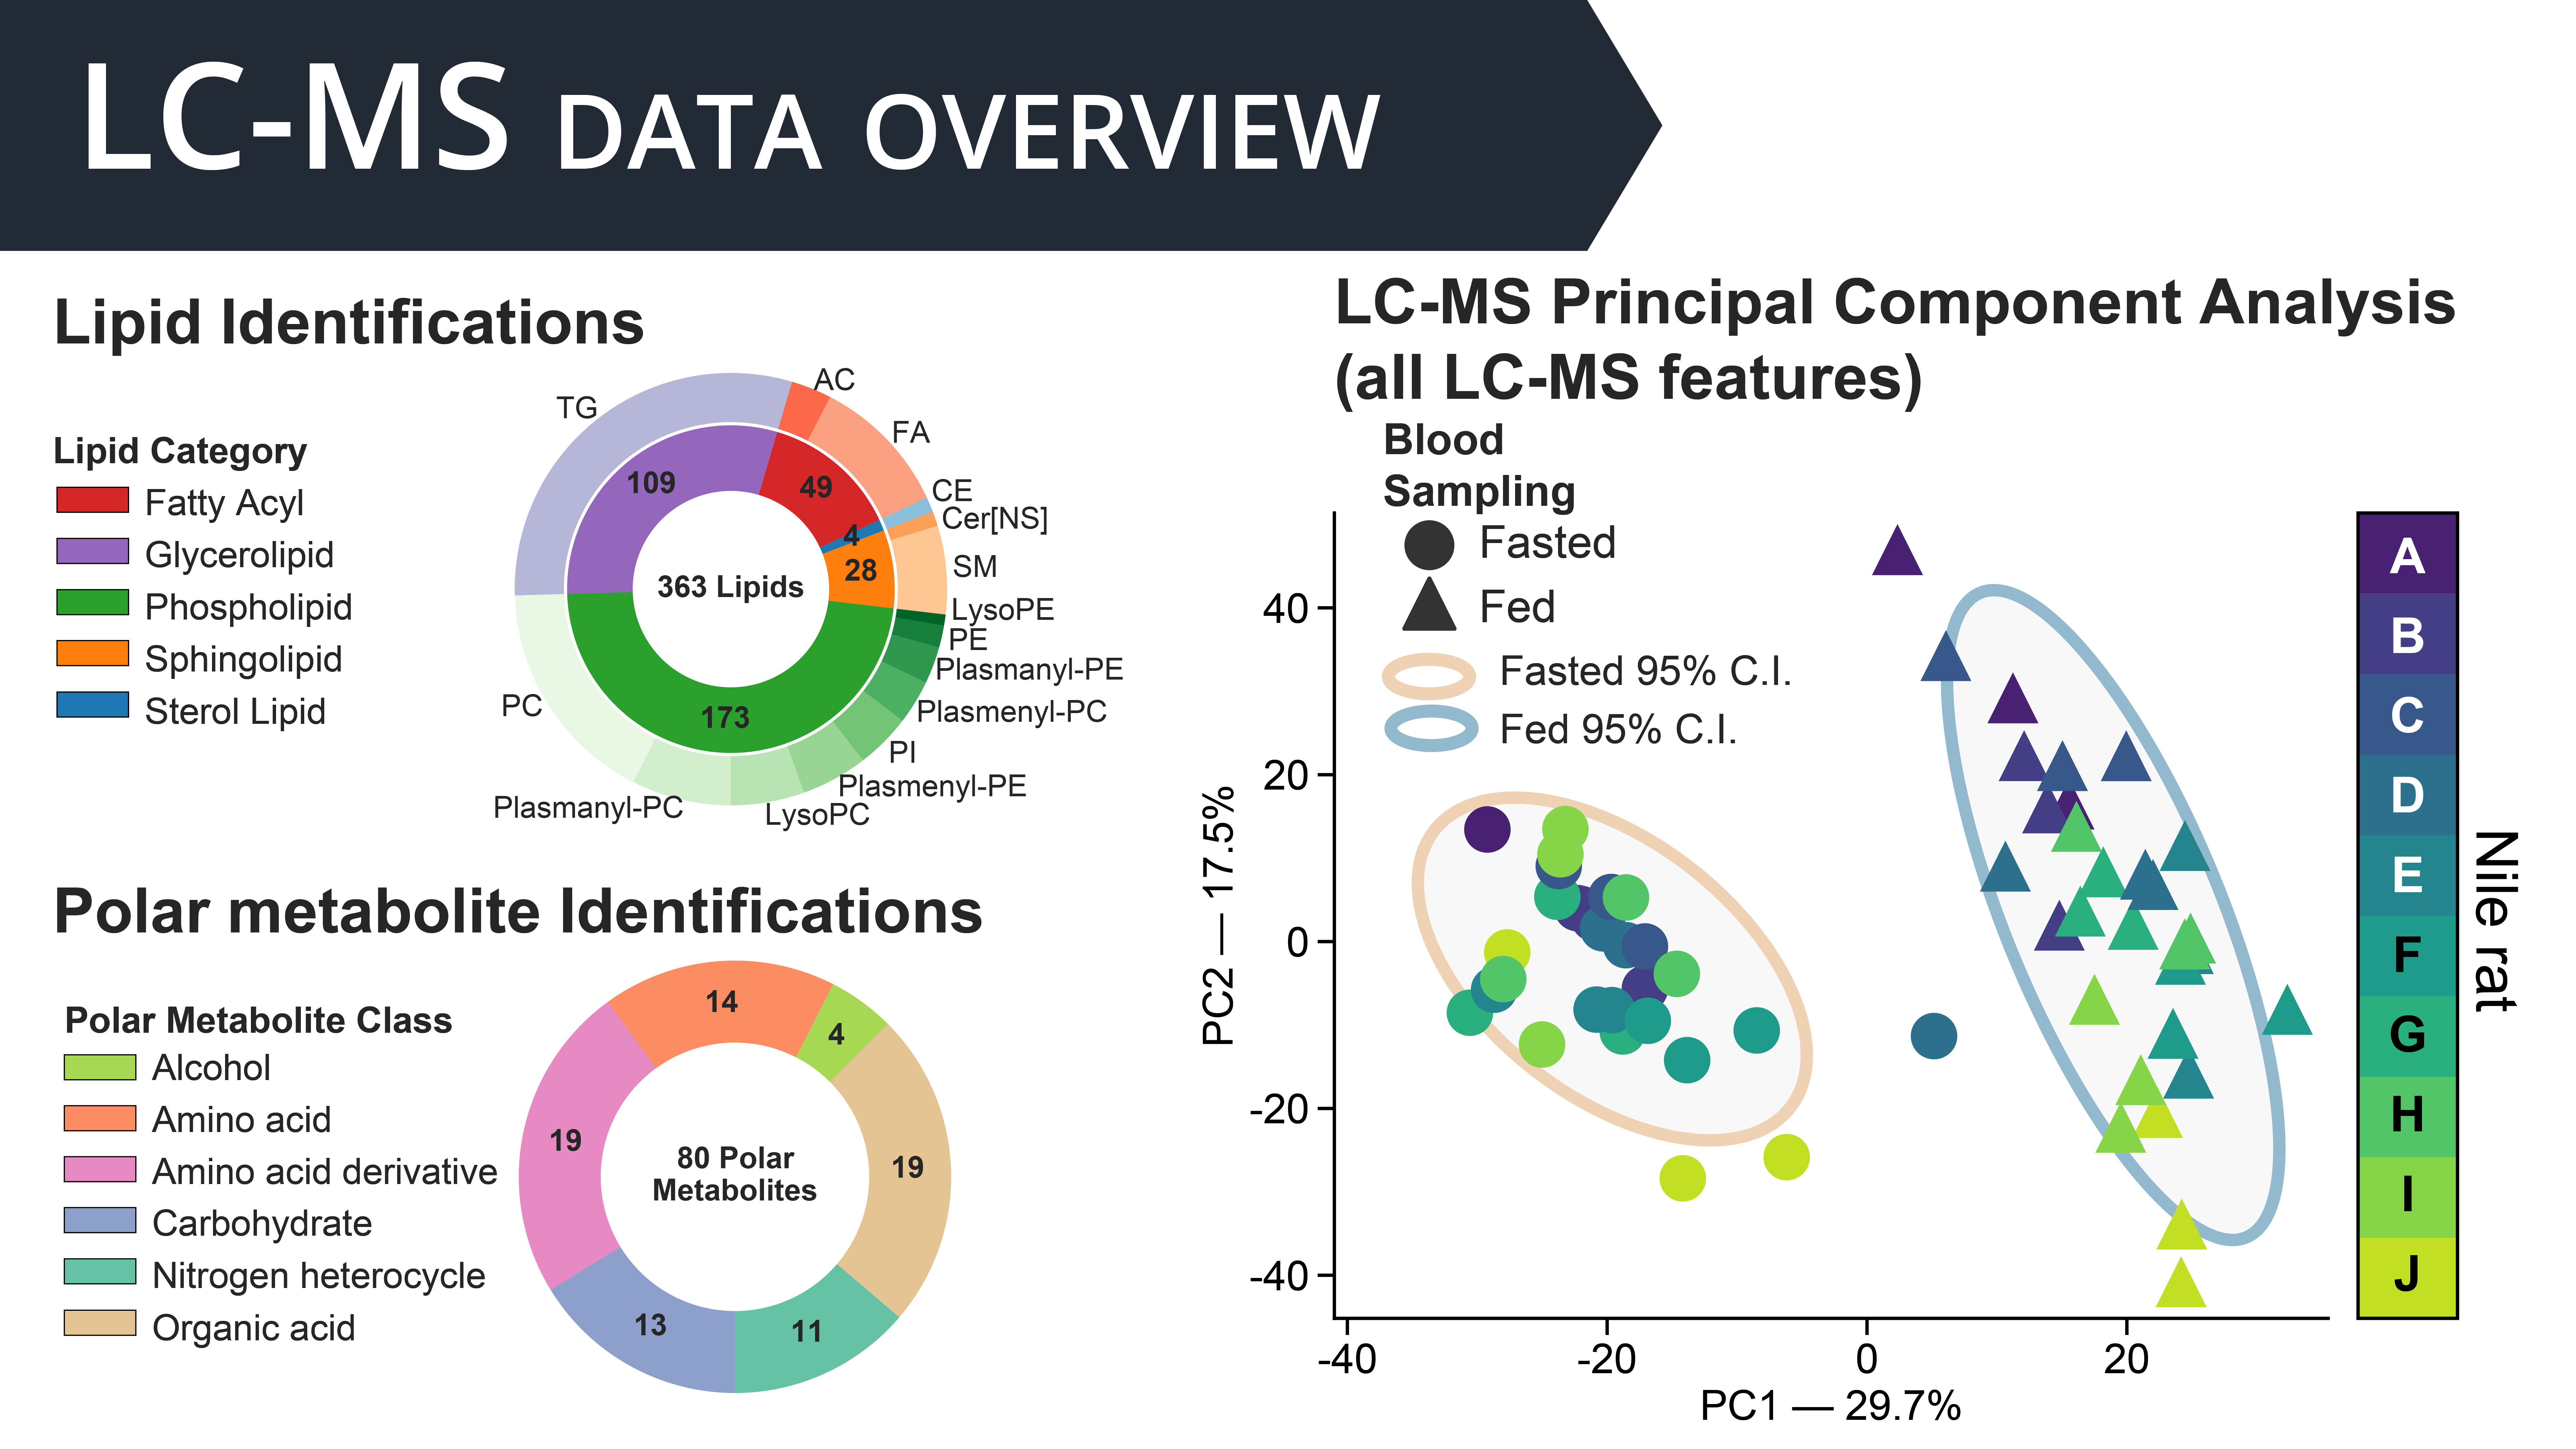 LC-MS DATA OVERVIEW
Lipid Identifications
Lipid Category
Fatty Acyl
Glycerolipid
Phospholipid
Sphingolipid
Sterol Lipid
TG
AC
FA
CE
Cer[NS]
SM
LysoPE
PE
Plasmanyl-PE
Plasmenyl-PC
PI
Plasmenyl-PE
LysoPC
Plasmanyl-PC
PC
109
49
4
28
173
363 Lipids
Polar metabolite Identifications
Polar Metabolite Class
Alcohol
Amino acid
Amino acid derivative
Carbohydrate
Nitrogen heterocycle
Organic acid
14
4
19
19
13
11
80 Polar
Metabolites
LC-MS Principal Component Analysis
(all LC-MS features)
Blood
Sampling
Fasted
Fed
Fasted 95% C.I.
Fed 95% C.I.
40
20
0
-20
-40
PC2 — 17.5%
-40
-20
0
20
PC1 — 29.7%
A
B
C
D
E
F
G
H
I
J
Nile rat